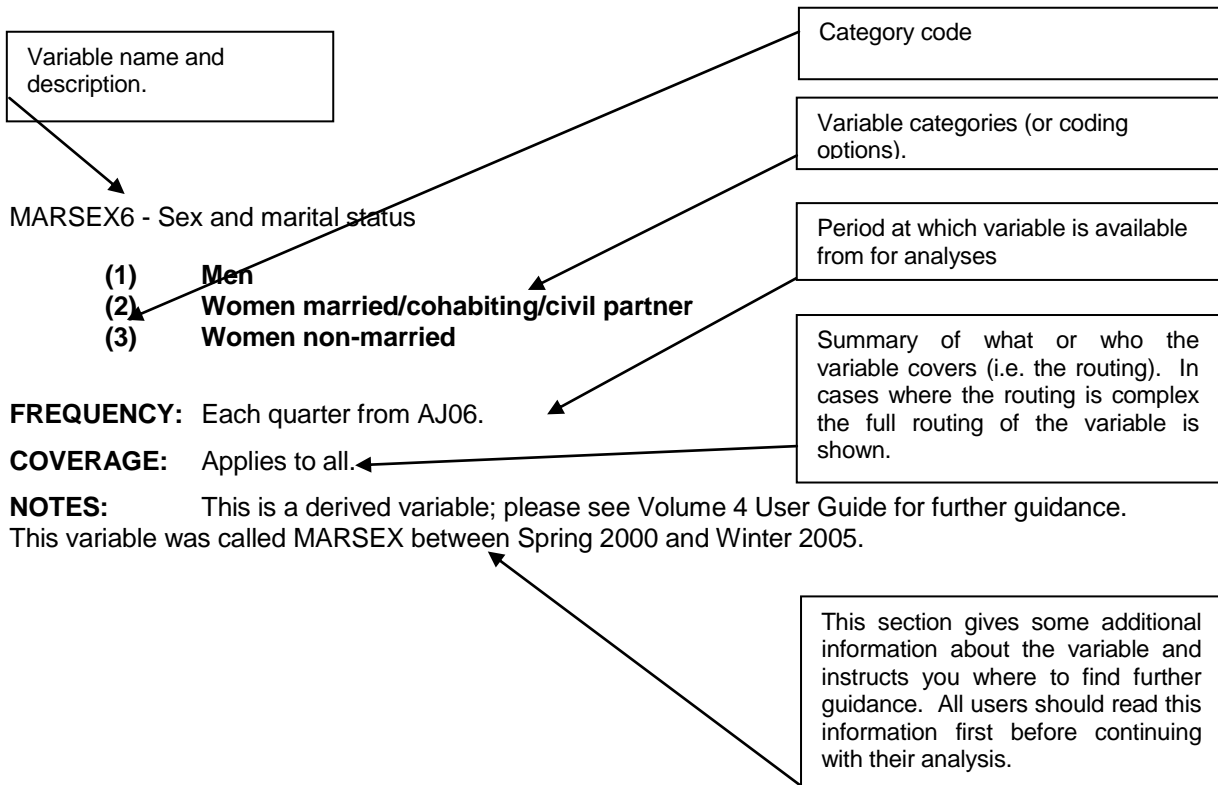 Variable name and
description.
Category code
Variable categories (or coding
options).
MARSEX6 - Sex and marital status
Period at which variable is available
from for analyses
(1) Men
(2) Women married/cohabiting/civil partner
(3) Women non-married
Summary of what or who the
variable covers (i.e. the routing). In
cases where the routing is complex
the full routing of the variable is
shown.
FREQUENCY: Each quarter from AJ06.
COVERAGE: Applies to all.
NOTES: This is a derived variable; please see Volume 4 User Guide for further guidance.
This variable was called MARSEX between Spring 2000 and Winter 2005.
This section gives some additional
information about the variable and
instructs you where to find further
guidance. All users should read this
information first before continuing
with their analysis.